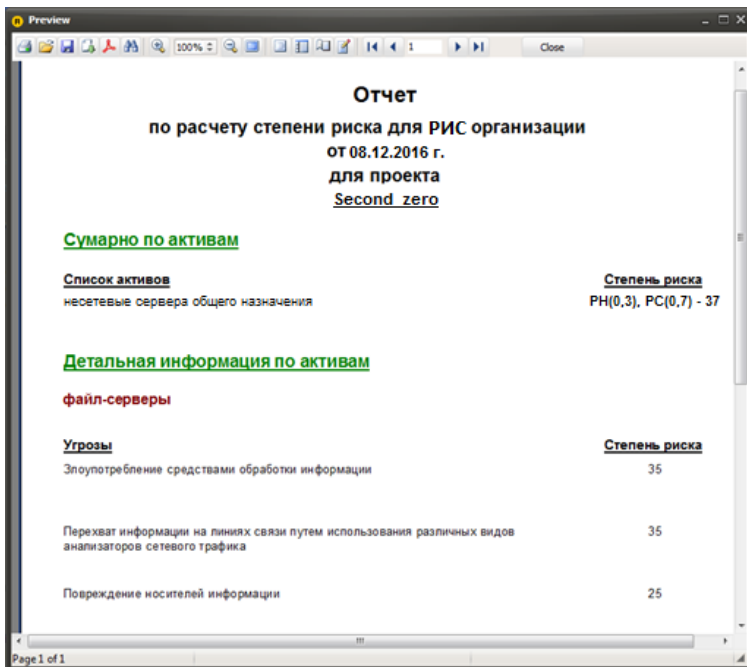 Preview
100%
1
Close
Отчет
по расчету степени риска для РИС организации
от 08.12.2016 г.
для проекта
Second_zero
Сумарно по активам
Список активов Степень риска
несетевые сервера общего назначения РН(0,3), РС(0,7) - 37
Детальная информация по активам
файл-серверы
Угрозы Степень риска
Злоупотребление средствами обработки информации 35
Перехват информации на линиях связи путем использования различных видов 35
анализаторов сетевого трафика
Повреждение носителей информации 25
Page 1 of 1